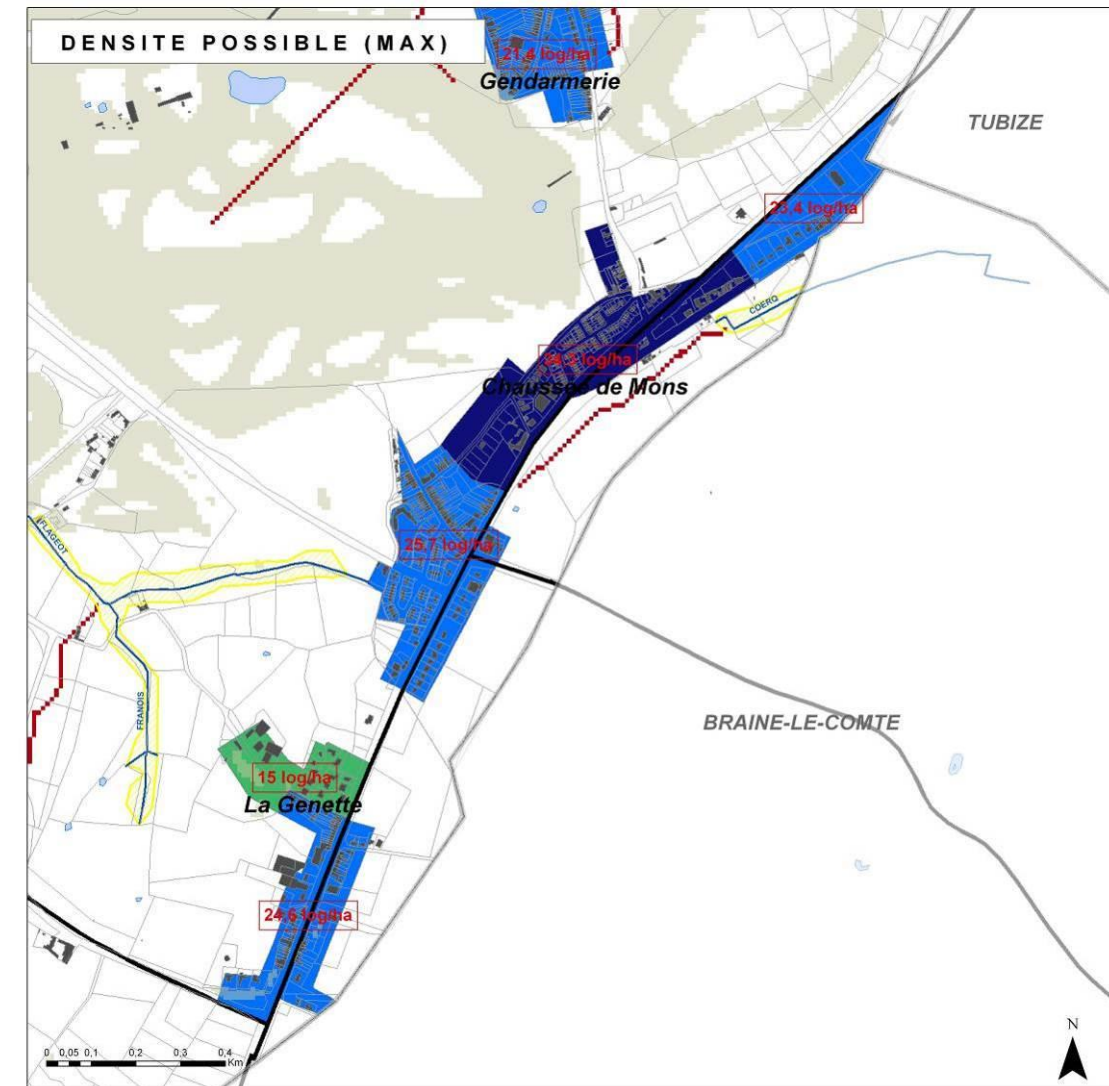 DENSITE POSSIBLE (MAX)
21,4 log/ha
Gendarmerie
TUBIZE
23,4 log/ha
COERQ
log/ha
Chaussée de Mons
25,7 log/ha
FLAGEOT
FRANOIS
BRAINE-LE-COMTE
15 log/ha
La Genette
24,6 log/ha
N
0 0,05 0,1 0,2 0,3 0,4
Km